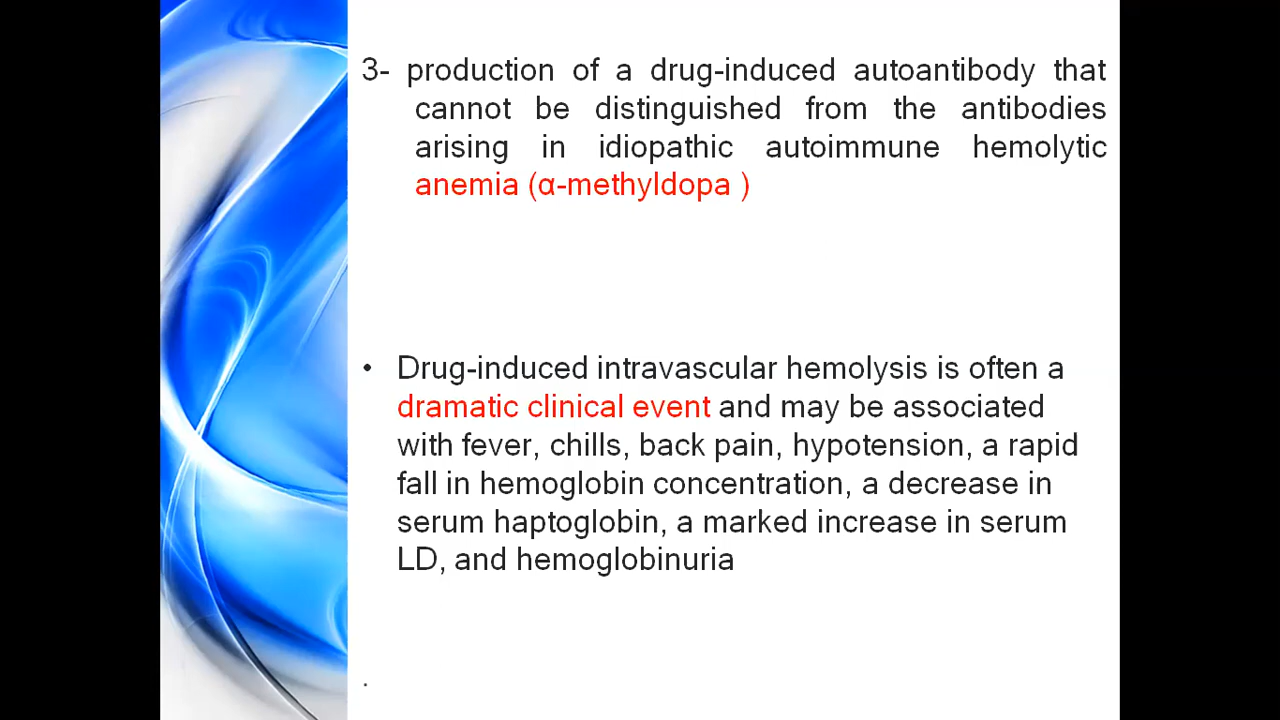 3- production of a drug-induced autoantibody that
cannot be distinguished from the antibodies
arising in idiopathic autoimmune hemolytic
anemia (α-methyldopa )
• Drug-induced intravascular hemolysis is often a
dramatic clinical event and may be associated
with fever, chills, back pain, hypotension, a rapid
fall in hemoglobin concentration, a decrease in
serum haptoglobin, a marked increase in serum
LD, and hemoglobinuria
.